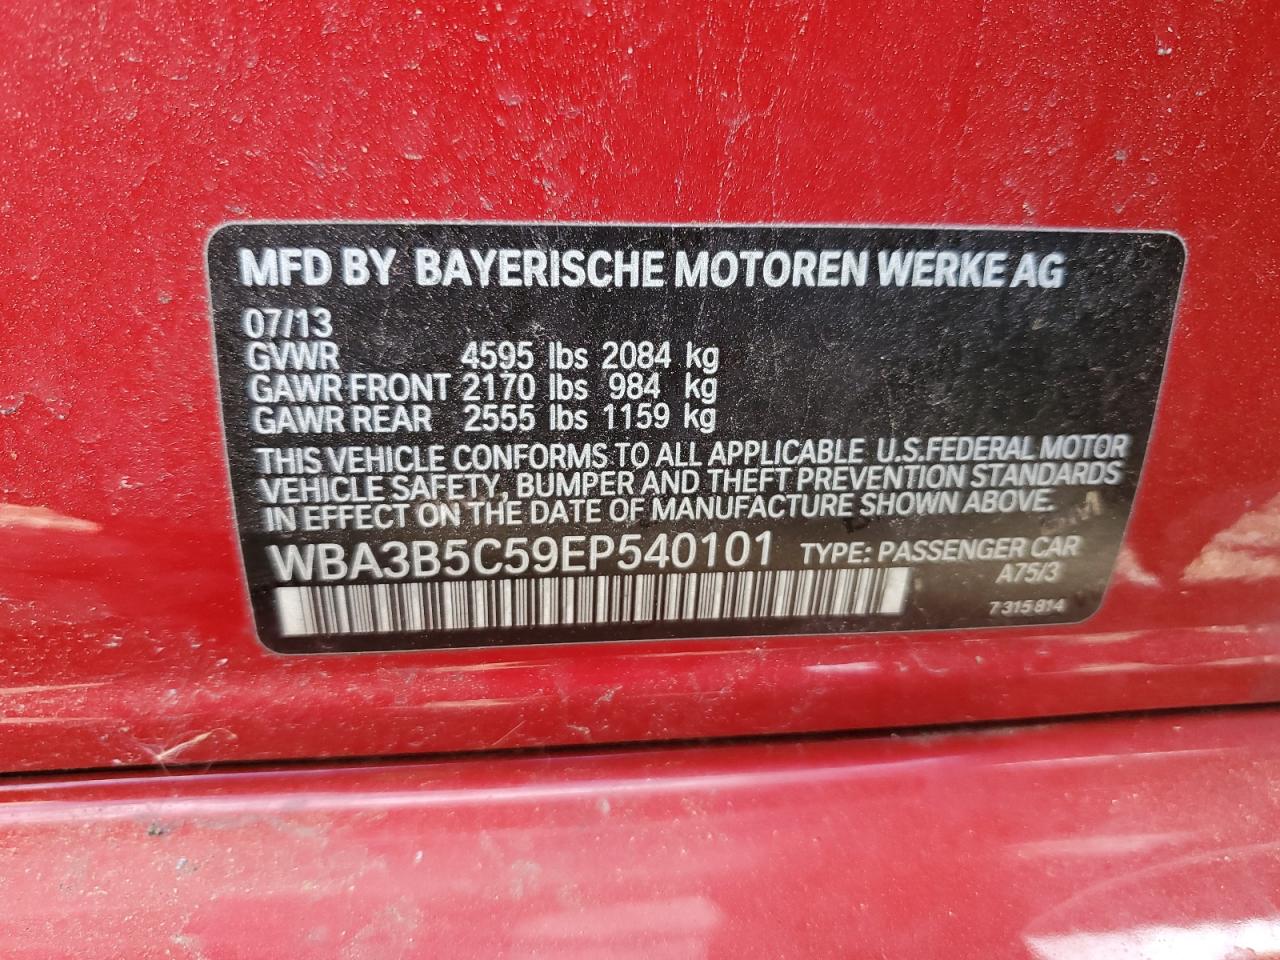 MFD BY BAYERISCHE MOTOREN WERKE AG
07/13
GVWR 4595 lbs 2084 kg
GAWR FRONT 2170 lbs 984 kg
GAWR REAR 2555 lbs 1159 kg
THIS VEHICLE CONFORMS TO ALL APPLICABLE U.S.FEDERAL MOTOR
VEHICLE SAFETY, BUMPER AND THEFT PREVENTION STANDARDS
IN EFFECT ON THE DATE OF MANUFACTURE SHOWN ABOVE.
WBA3B5C59EP540101 TYPE: PASSENGER CAR
A75/3
7 315 814